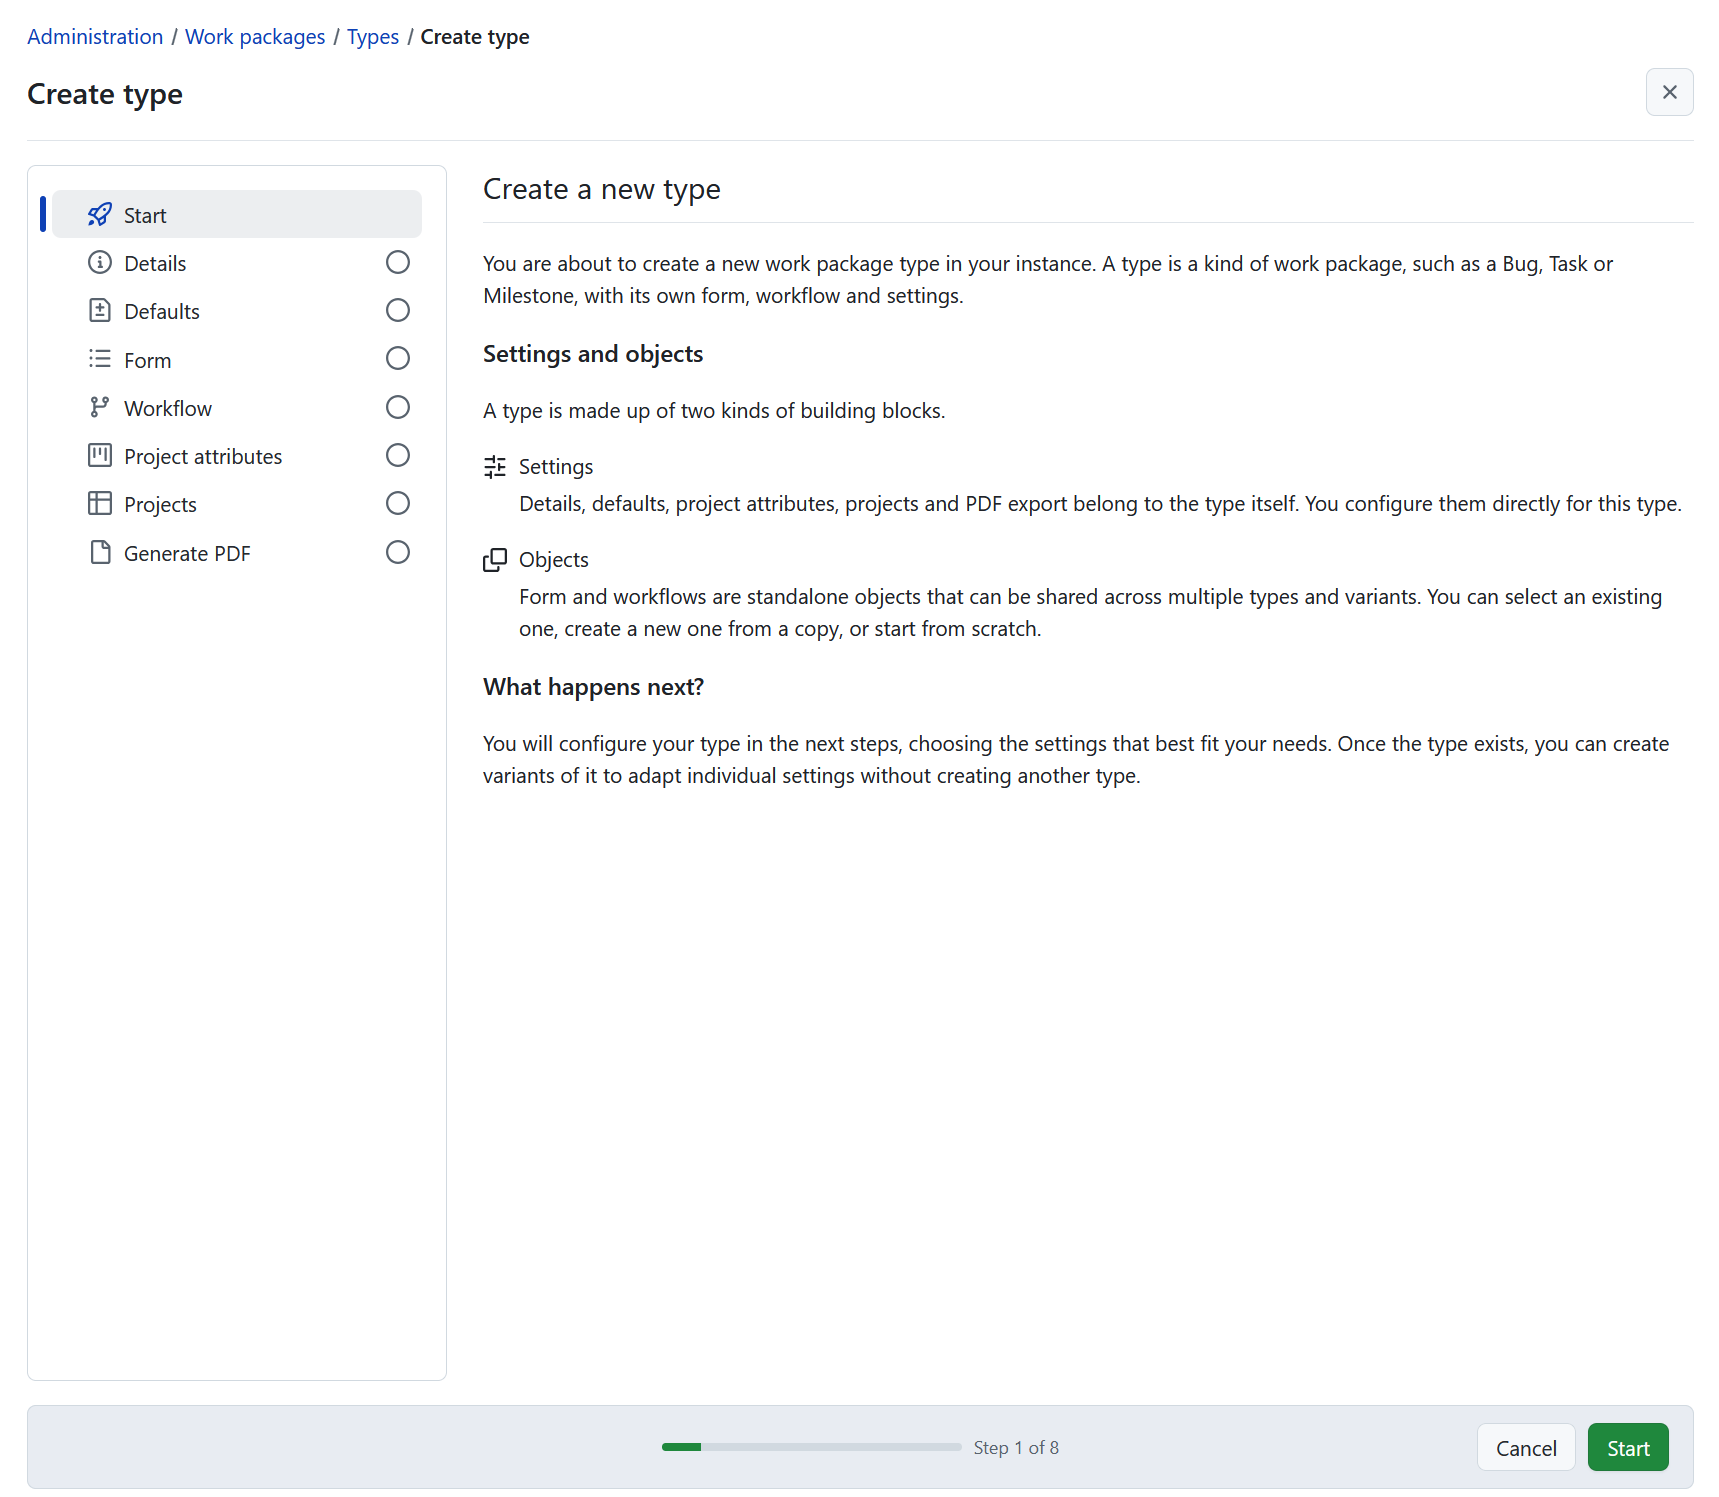 Administration / Work packages / Types / Create type
Create type
Start
Details
Defaults
Form
Workflow
Project attributes
Projects
Generate PDF
Create a new type
You are about to create a new work package type in your instance. A type is a kind of work package, such as a Bug, Task or
Milestone, with its own form, workflow and settings.
Settings and objects
A type is made up of two kinds of building blocks.
Settings
Details, defaults, project attributes, projects and PDF export belong to the type itself. You configure them directly for this type.
Objects
Form and workflows are standalone objects that can be shared across multiple types and variants. You can select an existing
one, create a new one from a copy, or start from scratch.
What happens next?
You will configure your type in the next steps, choosing the settings that best fit your needs. Once the type exists, you can create
variants of it to adapt individual settings without creating another type.
Step 1 of 8
Cancel
Start